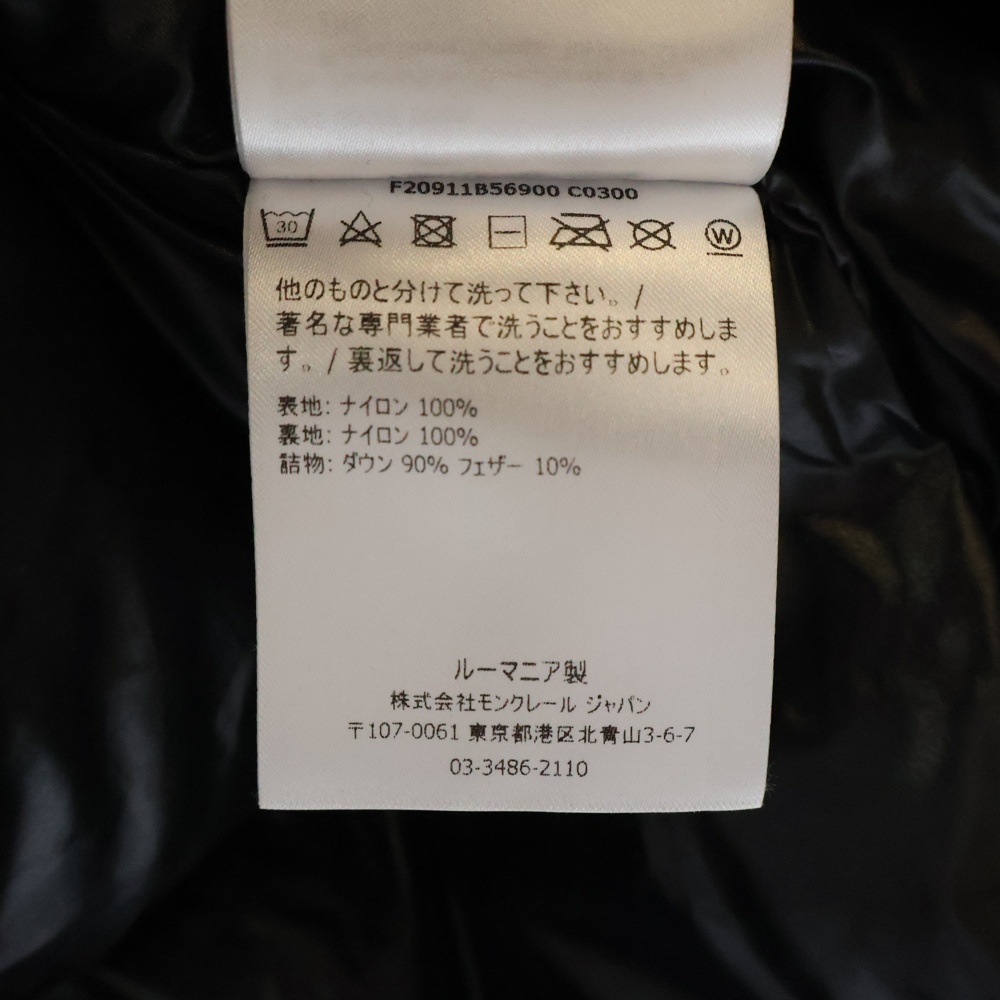 F20911B56900 C0300
30
W
他のものと分けて洗って下さい。/
著名な専門業者で洗うことをおすすめしま
す。/ 裏返して洗うことをおすすめします。
表地: ナイロン 100%
裏地: ナイロン 100%
詰物: ダウン 90% フェザー 10%
ルーマニア製
株式会社モンクレール ジャパン
〒107-0061 東京都港区北青山3-6-7
03-3486-2110